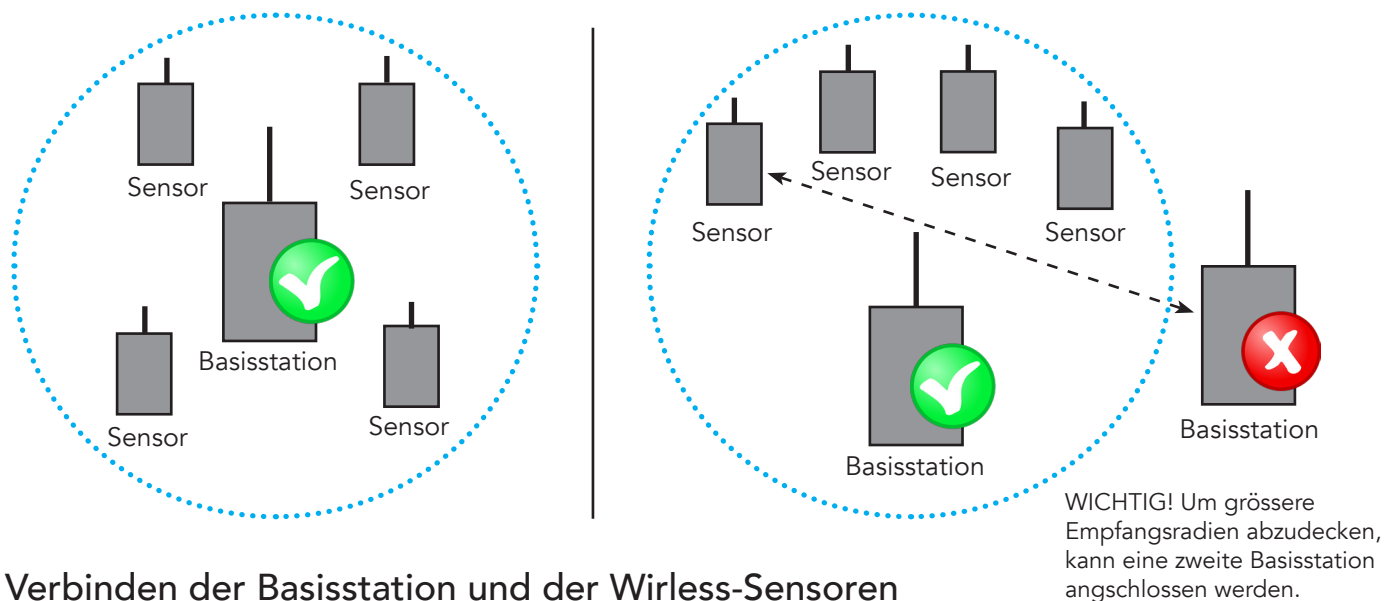 Sensor
Sensor
Basisstation
Sensor
Sensor
Sensor
Sensor
Sensor
Sensor
Basisstation
Basisstation
WICHTIG! Um grössere
Empfangsradien abzudecken,
kann eine zweite Basisstation
angschlossen werden.
Verbinden der Basisstation und der Wirless-Sensoren